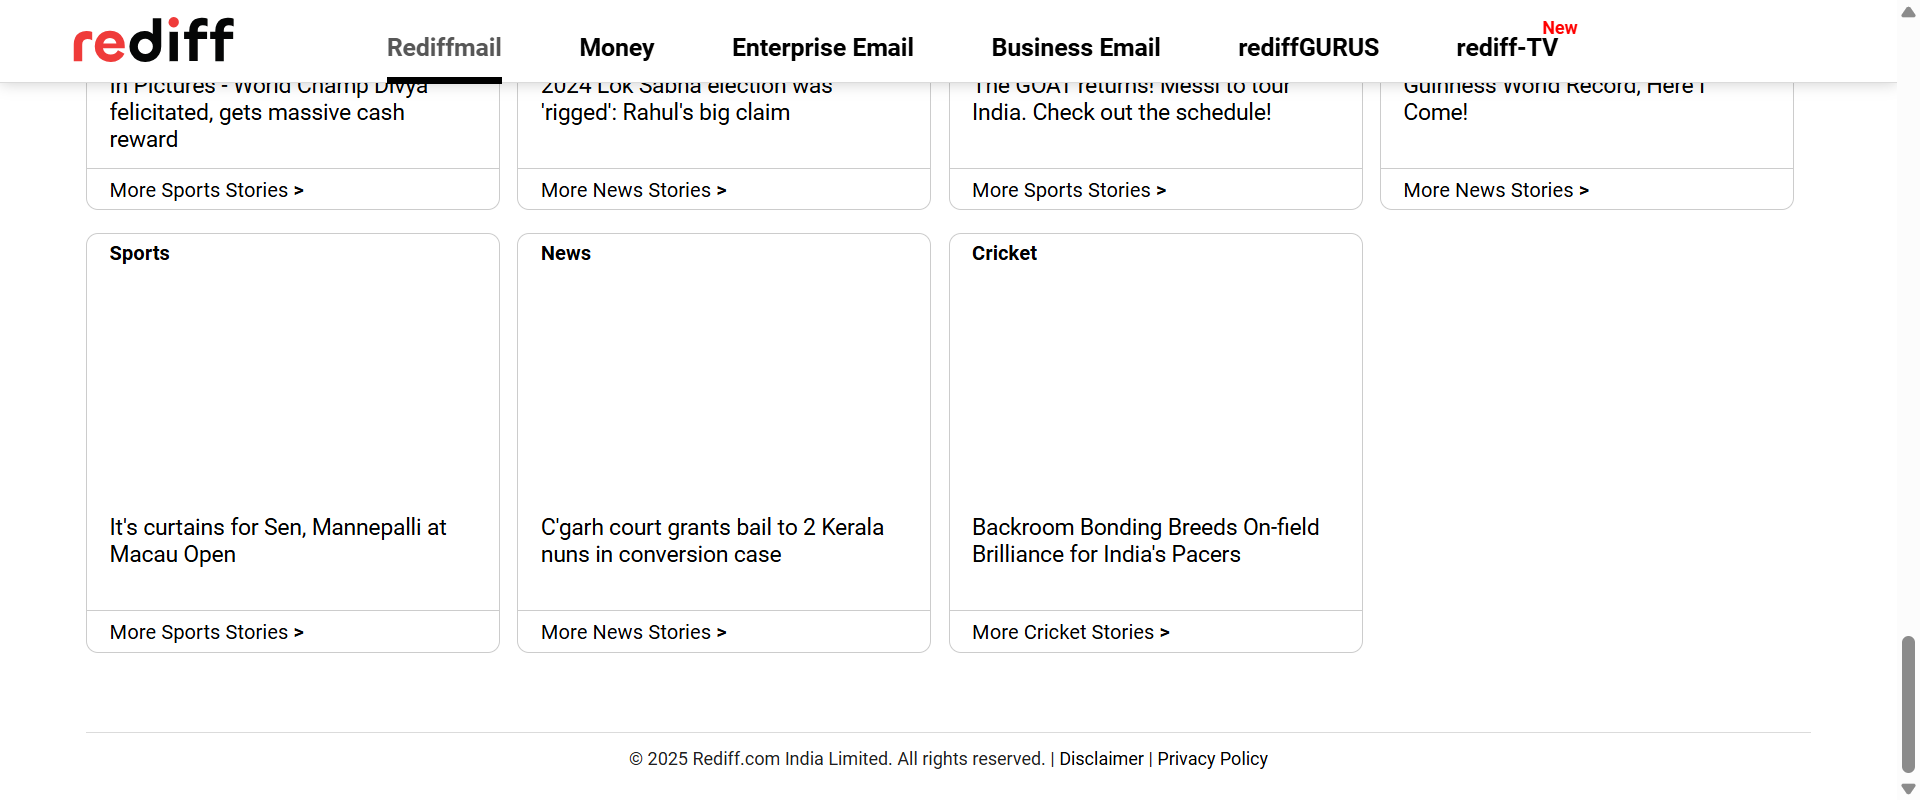 rediff
Rediffmail
Money
Enterprise Email
Business Email
rediffGURUS
rediff-TV
New
In Pictures - World Champ Divya
felicitated, gets massive cash
reward
More Sports Stories >
2024 Lok Sabha election was
'rigged': Rahul's big claim
More News Stories >
The GOAT returns! Messi to tour
India. Check out the schedule!
More Sports Stories >
Guinness World Record, Here I
Come!
More News Stories >
Sports
It's curtains for Sen, Mannepalli at
Macau Open
More Sports Stories >
News
C'garh court grants bail to 2 Kerala
nuns in conversion case
More News Stories >
Cricket
Backroom Bonding Breeds On-field
Brilliance for India's Pacers
More Cricket Stories >
© 2025 Rediff.com India Limited. All rights reserved. | Disclaimer | Privacy Policy